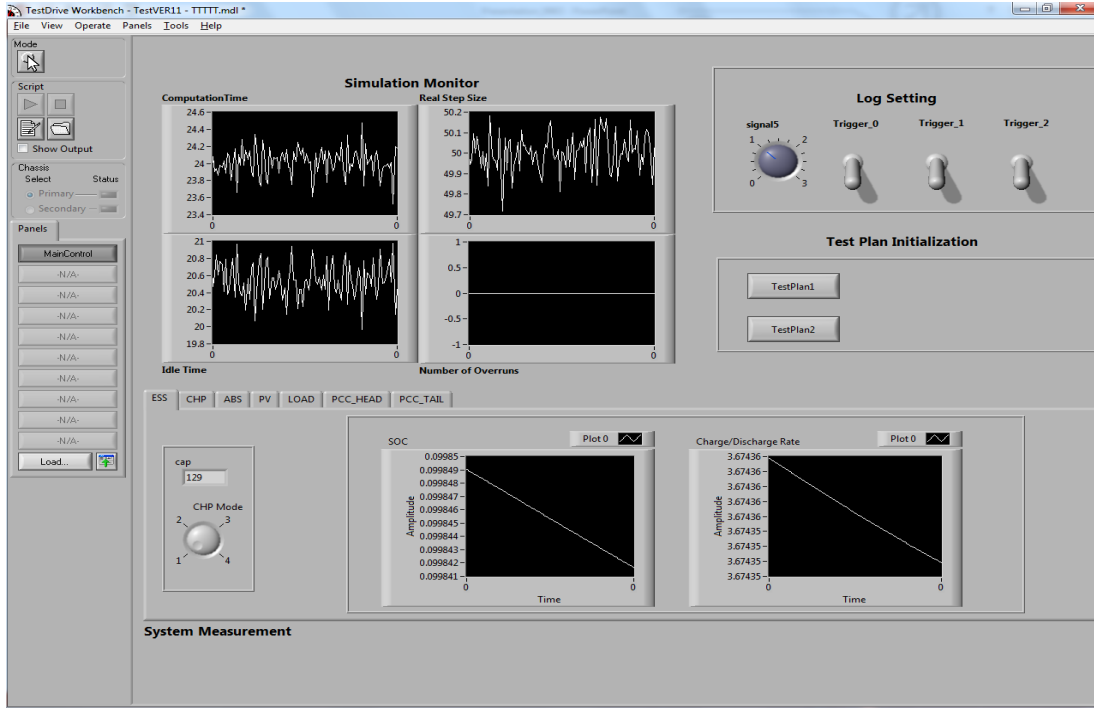 TestDrive Workbench - TestVER11 - TTTTT.mdl *
File View Operate Panels Tools Help
Mode
Script
Show Output
Chassis
Select Status
Primary
Secondary
Panels
MainControl
-N/A-
-N/A-
-N/A-
-N/A-
-N/A-
-N/A-
-N/A-
-N/A-
-N/A-
Load...
Simulation Monitor
ComputationTime
24.6
24.4
24.2
24
23.8
23.6
23.4
0 0
Real Step Size
50.2
50.1
50
49.9
49.8
49.7
0 0
21
20.8
20.6
20.4
20.2
20
19.8
0 0
Idle Time
1
0.5
0
-0.5
-1
0 0
Number of Overruns
Log Setting
signal5 Trigger_0 Trigger_1 Trigger_2
1 2
0 3
Test Plan Initialization
TestPlan1
TestPlan2
ESS CHP ABS PV LOAD PCC_HEAD PCC_TAIL
cap
129
CHP Mode
2 3
1 4
SOC Plot 0
0.09985
0.099849
0.099848
0.099847
0.099846
0.099845
0.099844
0.099843
0.099842
0.099841
Amplitude
0 0
Time
Charge/Discharge Rate Plot 0
3.67436
3.67436
3.67436
3.67436
3.67436
3.67435
3.67435
3.67435
3.67435
Amplitude
0 0
Time
System Measurement